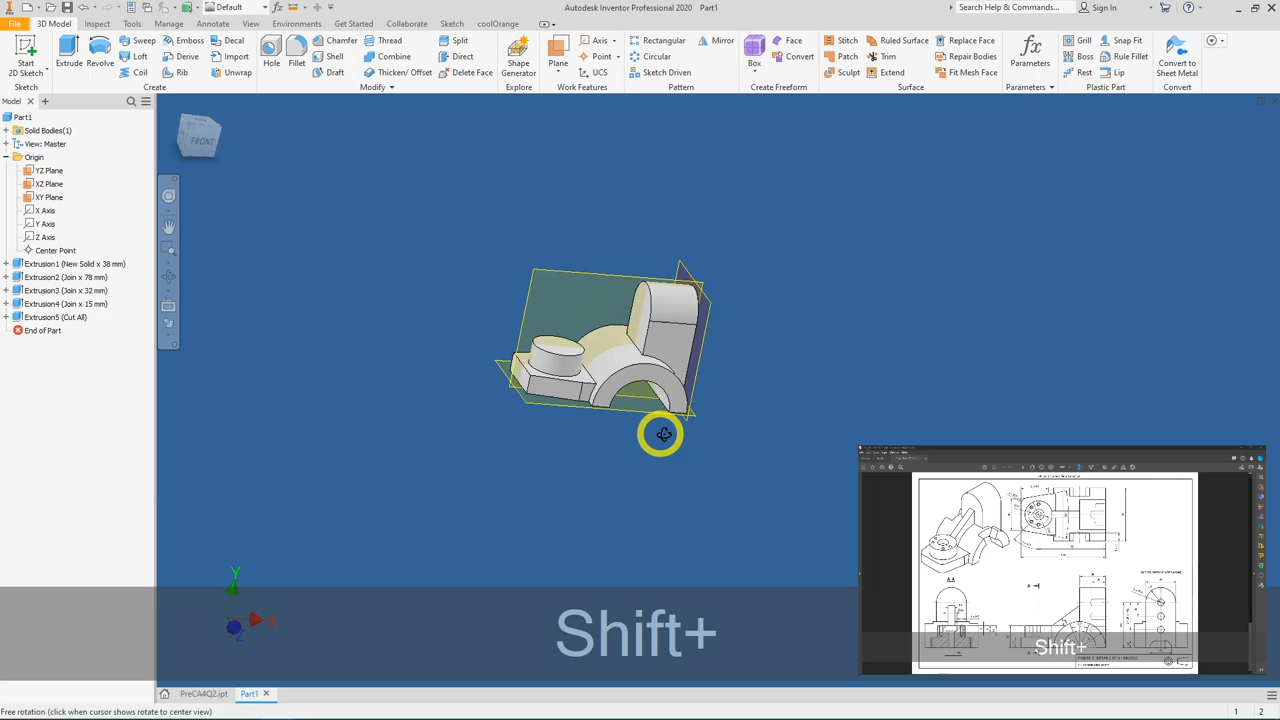 Default
Autodesk Inventor Professional 2020 Part1
Search Help & Commands...
Sign In
File 3D Model Inspect Tools Manage Annotate View Environments Get Started Collaborate Sketch coolOrange
Start
2D Sketch
Extrude
Revolve
Sweep Emboss Decal
Loft Derive Import
Coil Rib Unwrap
Hole
Fillet
Chamfer Thread Split
Shell Combine Direct
Draft Thicken/ Offset Delete Face
Shape
Generator
Plane
Axis
Point
UCS
Rectangular Mirror
Circular
Sketch Driven
Box
Face
Convert
Stitch Ruled Surface Replace Face
Patch Trim Repair Bodies
Sculpt Extend Fit Mesh Face
Parameters
Grill Snap Fit
Boss Rule Fillet
Rest Lip
Convert to
Sheet Metal
Sketch Create Modify Explore Work Features Pattern Create Freeform Surface Parameters Plastic Part Convert
Model
Part1
Solid Bodies(1)
View: Master
Origin
YZ Plane
XZ Plane
XY Plane
X Axis
Y Axis
Z Axis
Center Point
Extrusion1 (New Solid x 38 mm)
Extrusion2 (Join x 78 mm)
Extrusion3 (Join x 32 mm)
Extrusion4 (Join x 15 mm)
Extrusion5 (Cut All)
End of Part
FRONT
Y
X
Z
Shift+
Shift+
A-A
PreCA4Q2.ipt Part1
Free rotation (click when cursor shows rotate to center view)
1 2